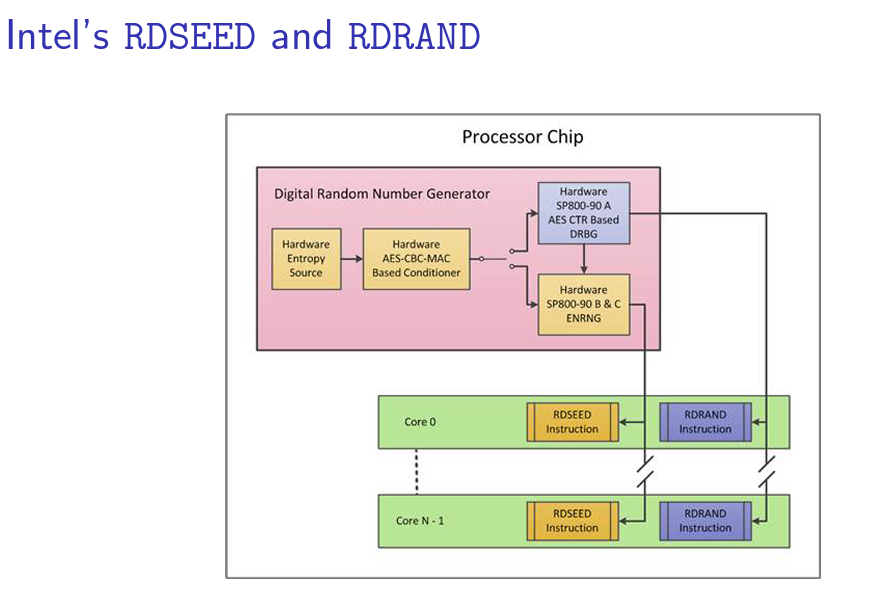 Intel's RDSEED and RDRAND
Processor Chip
Digital Random Number Generator
Hardware
Entropy
Source
Hardware
AES-CBC-MAC
Based Conditioner
Hardware
SP800-90 A
AES CTR Based
DRBG
Hardware
SP800-90 B & C
ENRNG
Core 0
RDSEED
Instruction
RDRAND
Instruction
Core N - 1
RDSEED
Instruction
RDRAND
Instruction